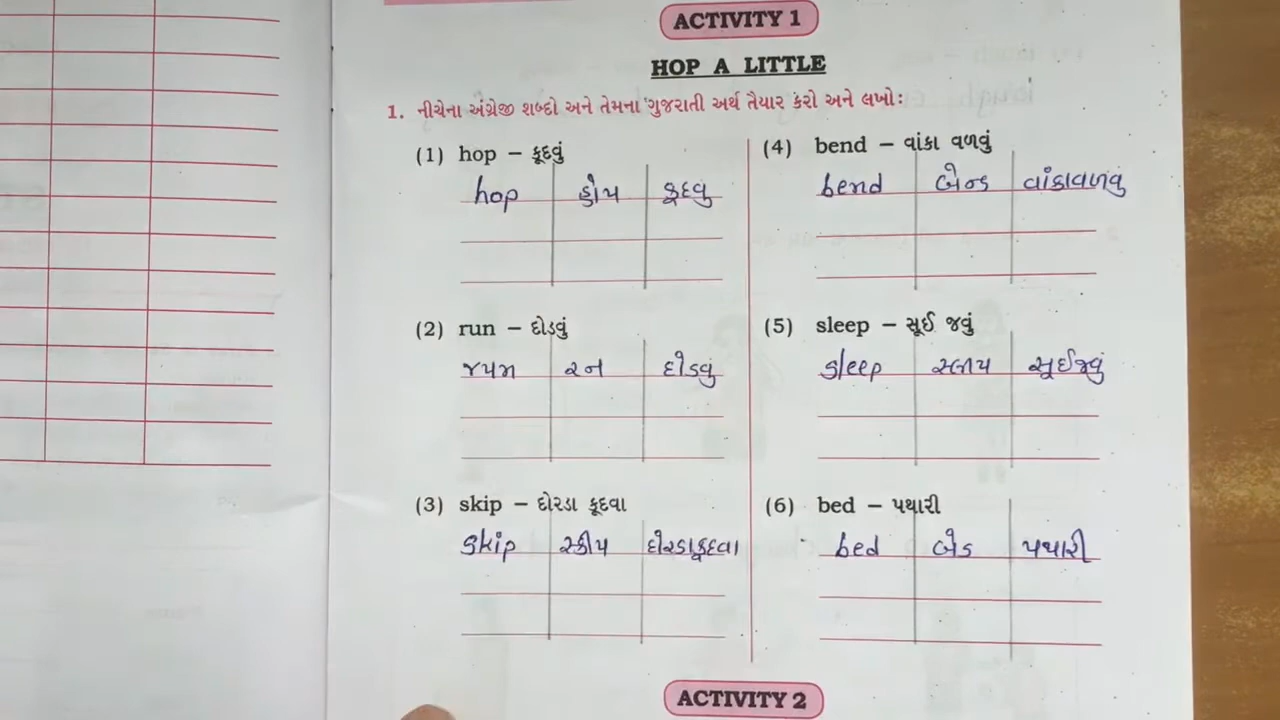 ACTIVITY 1
HOP A LITTLE
1. નીચેના અંગ્રેજી શબ્દો અને તેમના ગુજરાતી અર્થ તૈયાર કરો અને લખો:
(1) hop – કૂદવું
hop હોપ કૂદવુ
(2) run – દોડવું
રન દોડવું
(3) skip – દોરડા કૂદવા
skip સ્કીપ દોરડાકૂદવા
(4) bend – વાંકા વળવું
bend બેન્ડ વાંકાવળવું
(5) sleep – સૂઈ જવું
sleep સ્લીપ સૂઈજવું
(6) bed – પથારી
bed બેડ પથારી
ACTIVITY 2